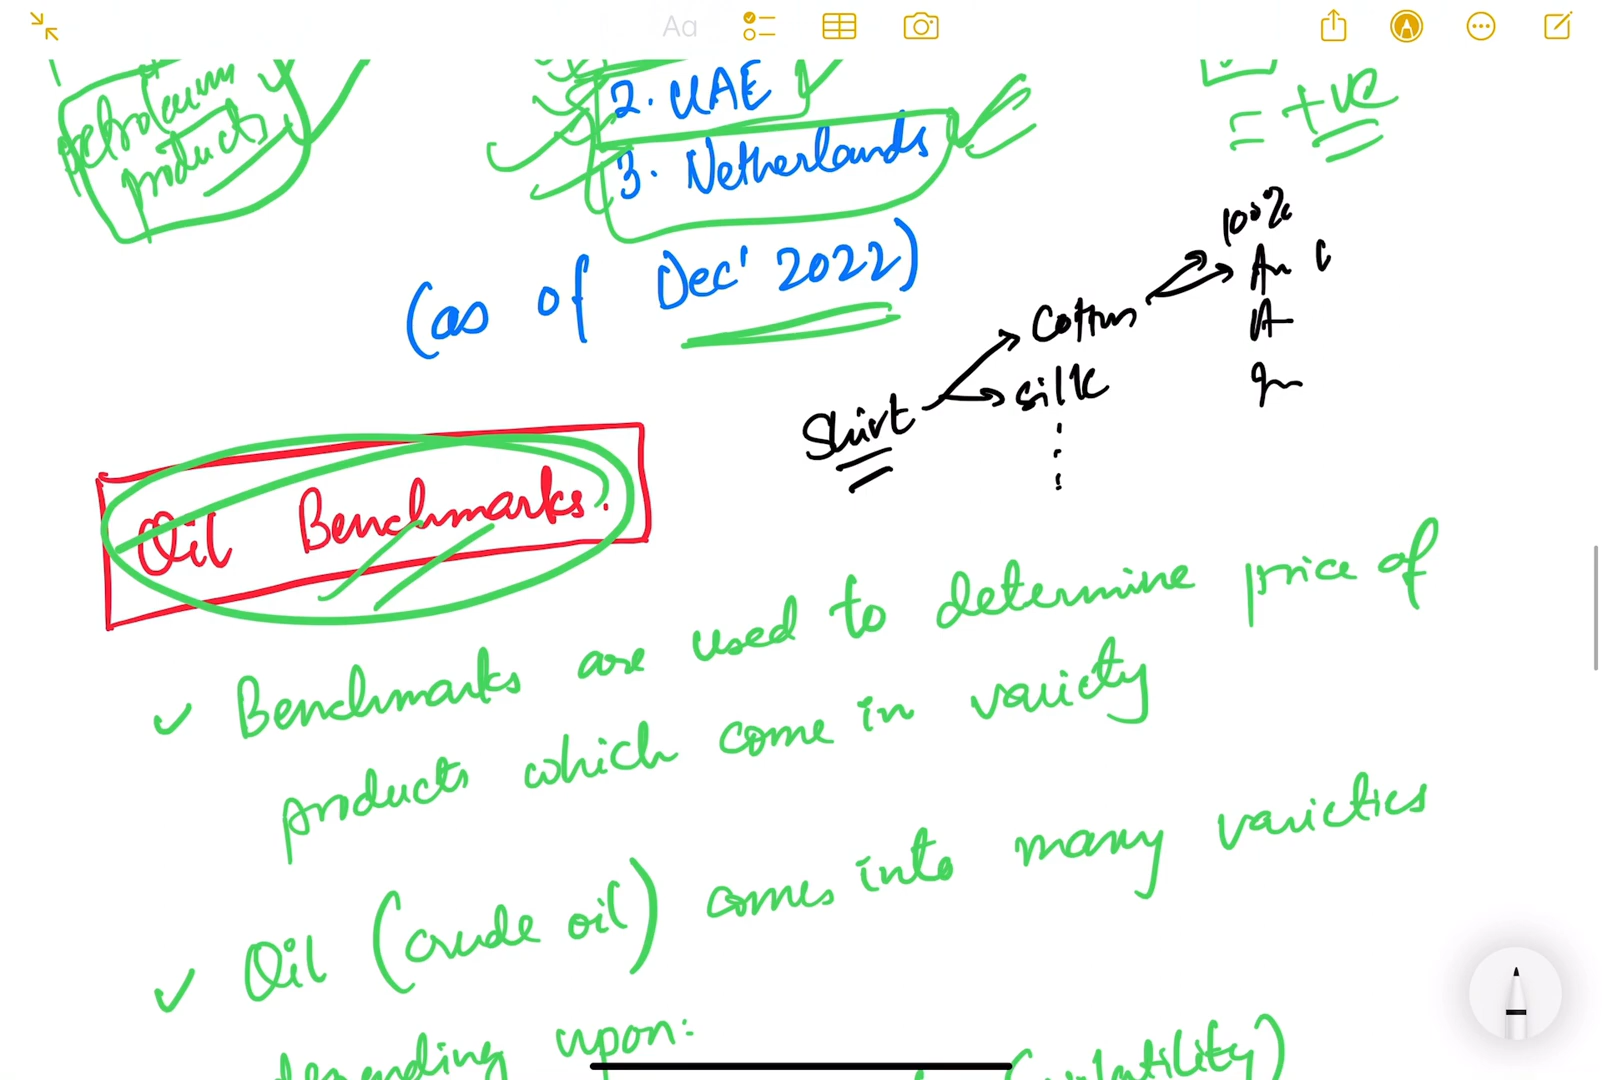 Aa
petroleum
products
2. UAE
3. Netherlands
= +ve
(as of Dec' 2022)
100%
Shirt
Cotton
silk
Oil Benchmarks.
✓ Benchmarks are used to determine price of
products which come in variety
✓ Oil (crude oil) comes into many varieties
depending upon:
(volatility)